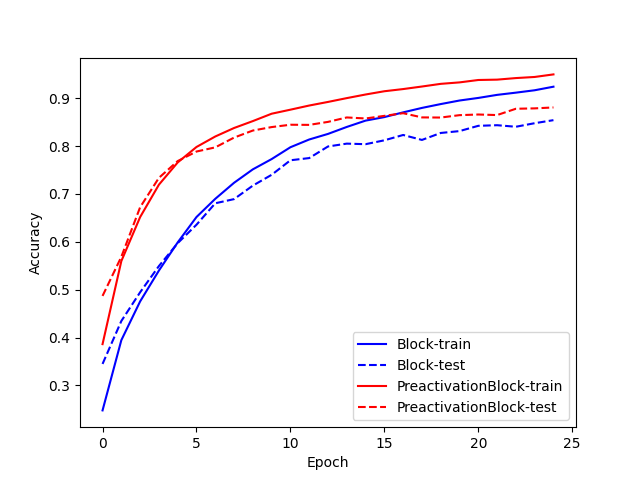 0.9
0.8
0.7
0.6
0.5
0.4
0.3
Accuracy
0
5
10
15
20
25
Epoch
Block-train
Block-test
PreactivationBlock-train
PreactivationBlock-test